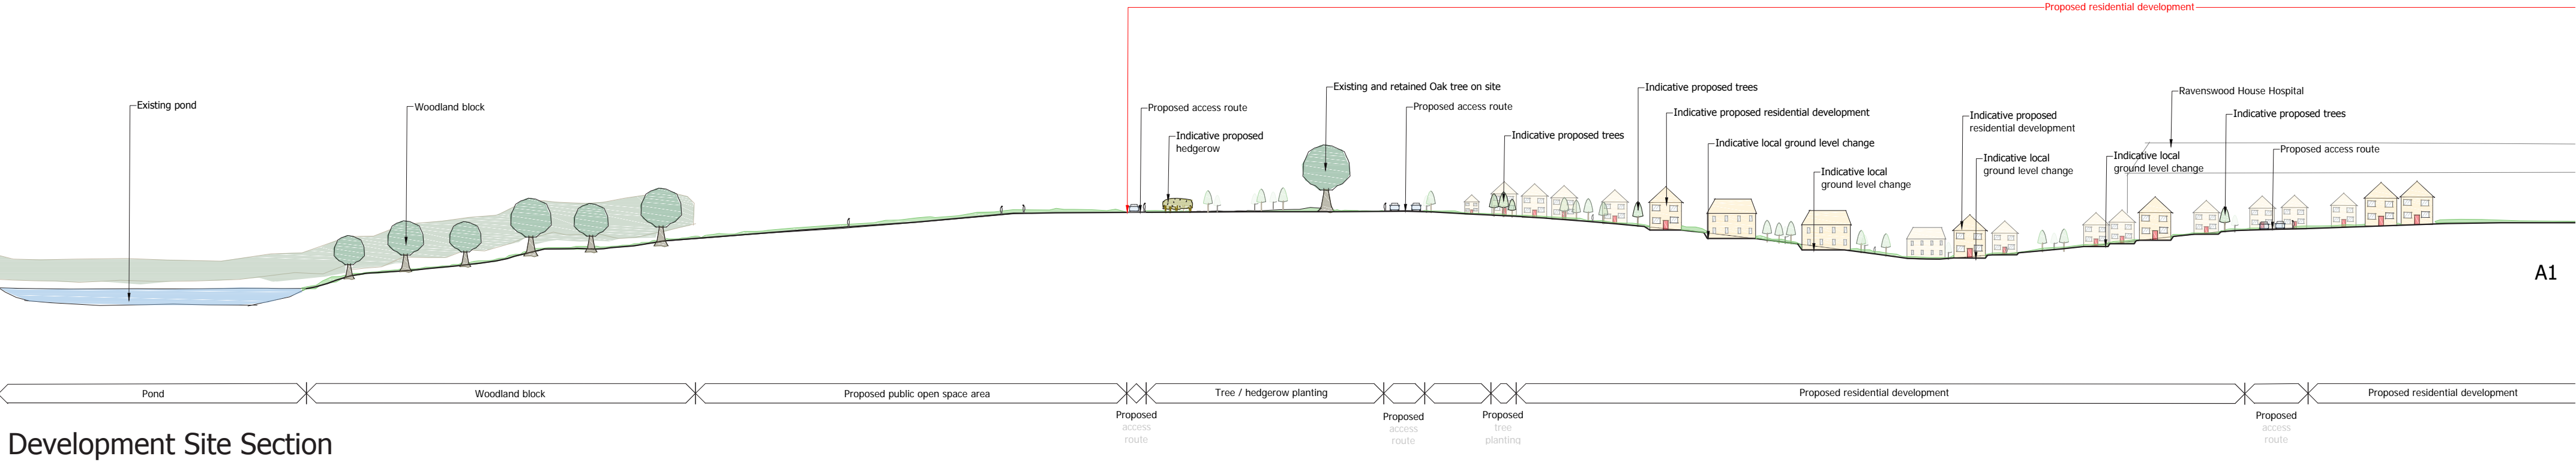 Proposed residential development
Existing pond
Woodland block
Proposed access route
Indicative proposed
hedgerow
Existing and retained Oak tree on site
Proposed access route
Indicative proposed trees
Indicative proposed trees
Indicative proposed residential development
Indicative local ground level change
Indicative local
ground level change
Indicative proposed
residential development
Indicative local
ground level change
Indicative local
ground level change
Ravenswood House Hospital
Indicative proposed trees
Proposed access route
A1
Pond
Woodland block
Proposed public open space area
Proposed
access
route
Tree / hedgerow planting
Proposed
access
route
Proposed
tree
planting
Proposed residential development
Proposed
access
route
Proposed residential development
Development Site Section